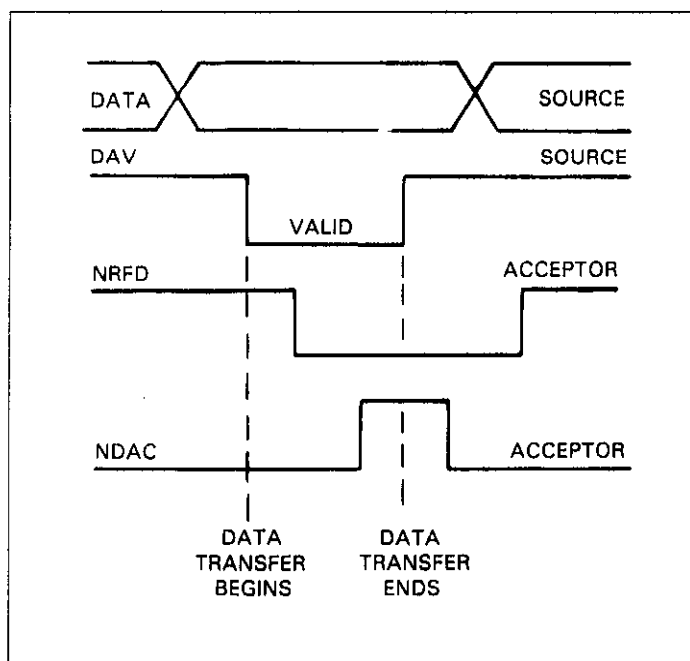 DATA SOURCE
DAV SOURCE
VALID
NRFD ACCEPTOR
NDAC ACCEPTOR
DATA DATA
TRANSFER TRANSFER
BEGINS ENDS